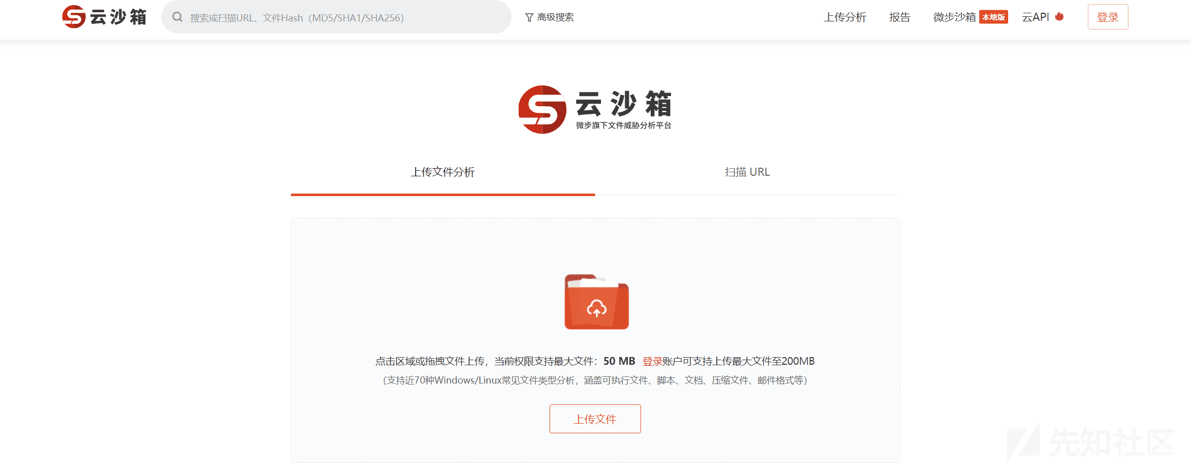 云沙箱 搜索或扫描URL、文件Hash（MD5/SHA1/SHA256） 高级搜索 上传分析 报告 微步沙箱 本地版 云API 登录
云沙箱
微步旗下文件威胁分析平台
上传文件分析 扫描 URL
点击区域或拖拽文件上传，当前权限支持最大文件：50 MB 登录账户可支持上传最大文件至200MB
（支持近70种Windows/Linux常见文件类型分析，涵盖可执行文件、脚本、文档、压缩文件、邮件格式等）
上传文件
先知社区